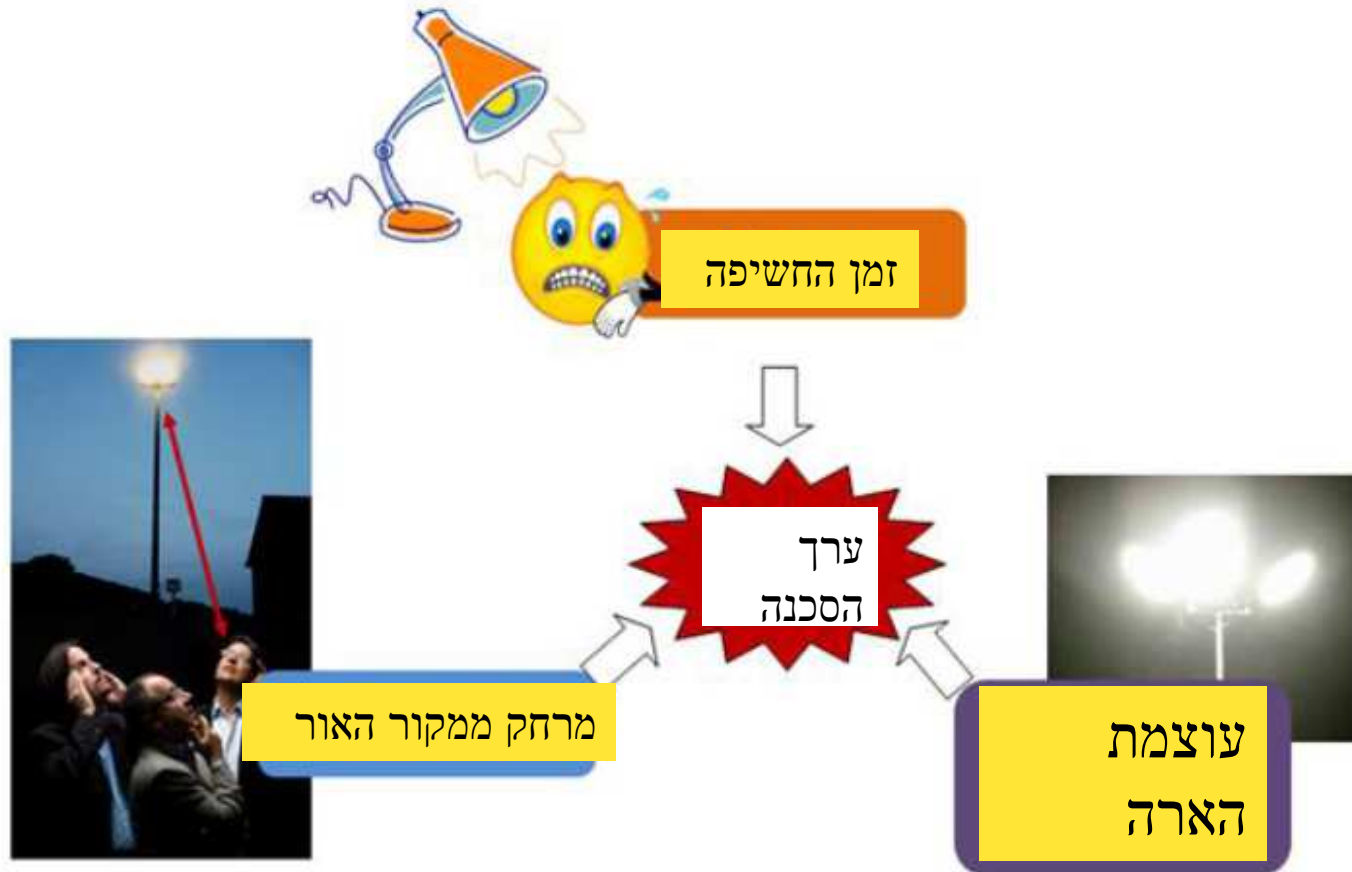 זמן החשיפה
ערך
הסכנה
מרחק ממקור האור
עוצמת
הארה